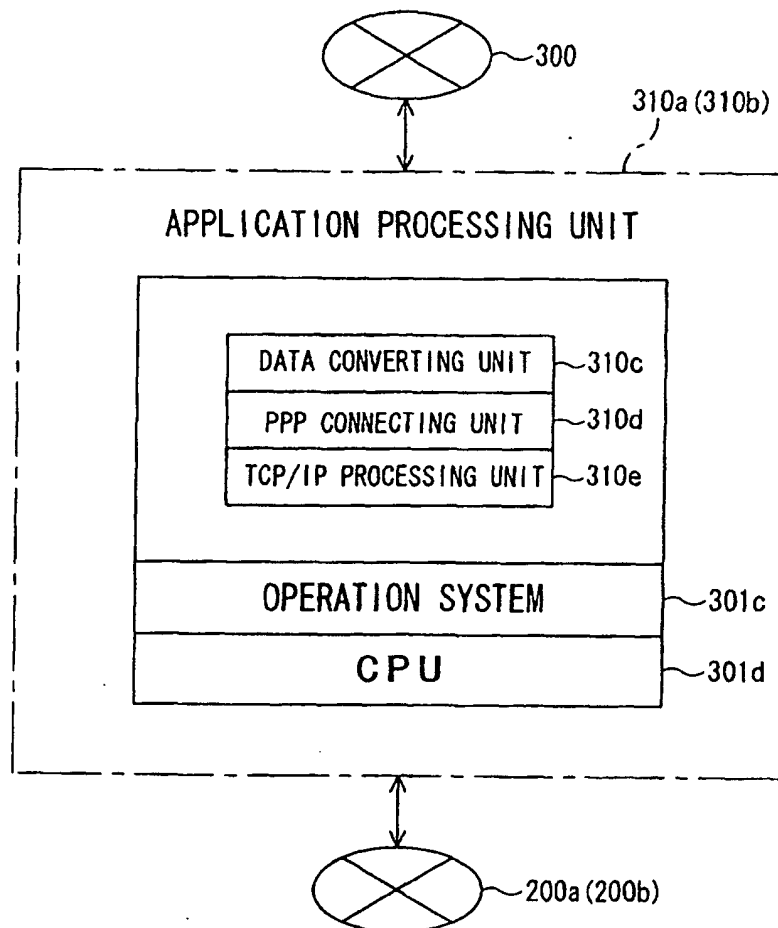 300
310a(310b)
APPLICATION PROCESSING UNIT
DATA CONVERTING UNIT 310c
PPP CONNECTING UNIT 310d
TCP/IP PROCESSING UNIT 310e
OPERATION SYSTEM 301c
CPU 301d
200a(200b)